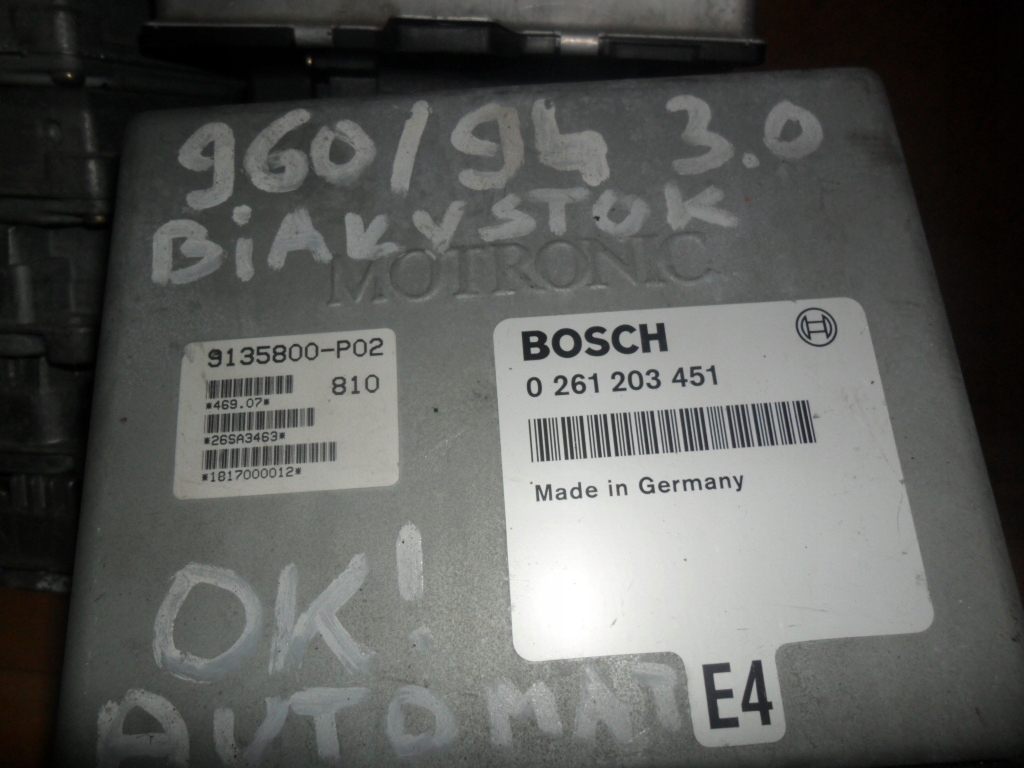 960/94 3.0
BiAKYSTOK
MOTRONIC
9135800-P02
810
*469.07*
*26SA3463*
*1817000012*
BOSCH
0 261 203 451
Made in Germany
E4
OK!
AUTOMAT